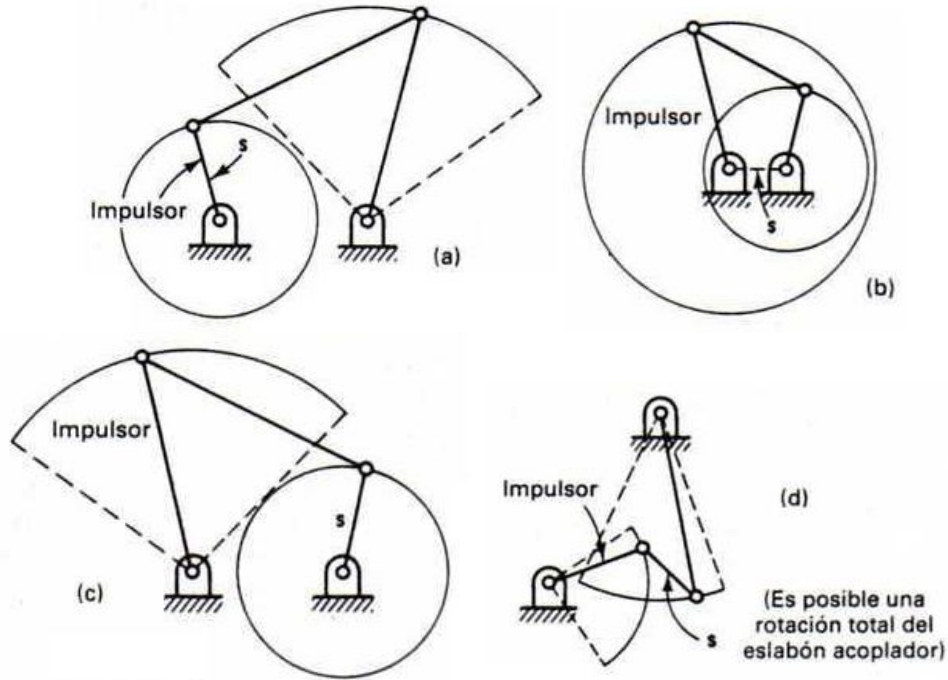 s
Impulsor
(a)
Impulsor
s
(b)
Impulsor
s
(c)
Impulsor
s
(d)
(Es posible una
rotación total del
eslabón acoplador)